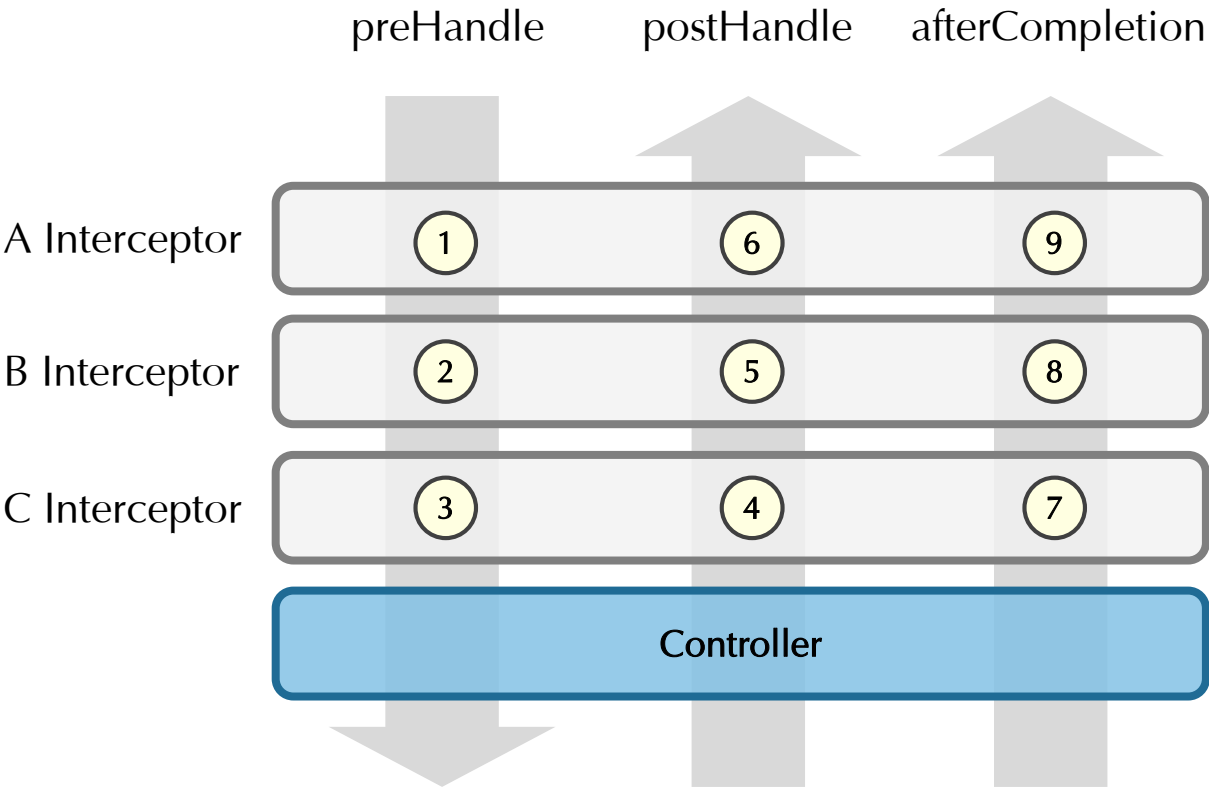 preHandle postHandle afterCompletion
A Interceptor 1 6 9
B Interceptor 2 5 8
C Interceptor 3 4 7
Controller